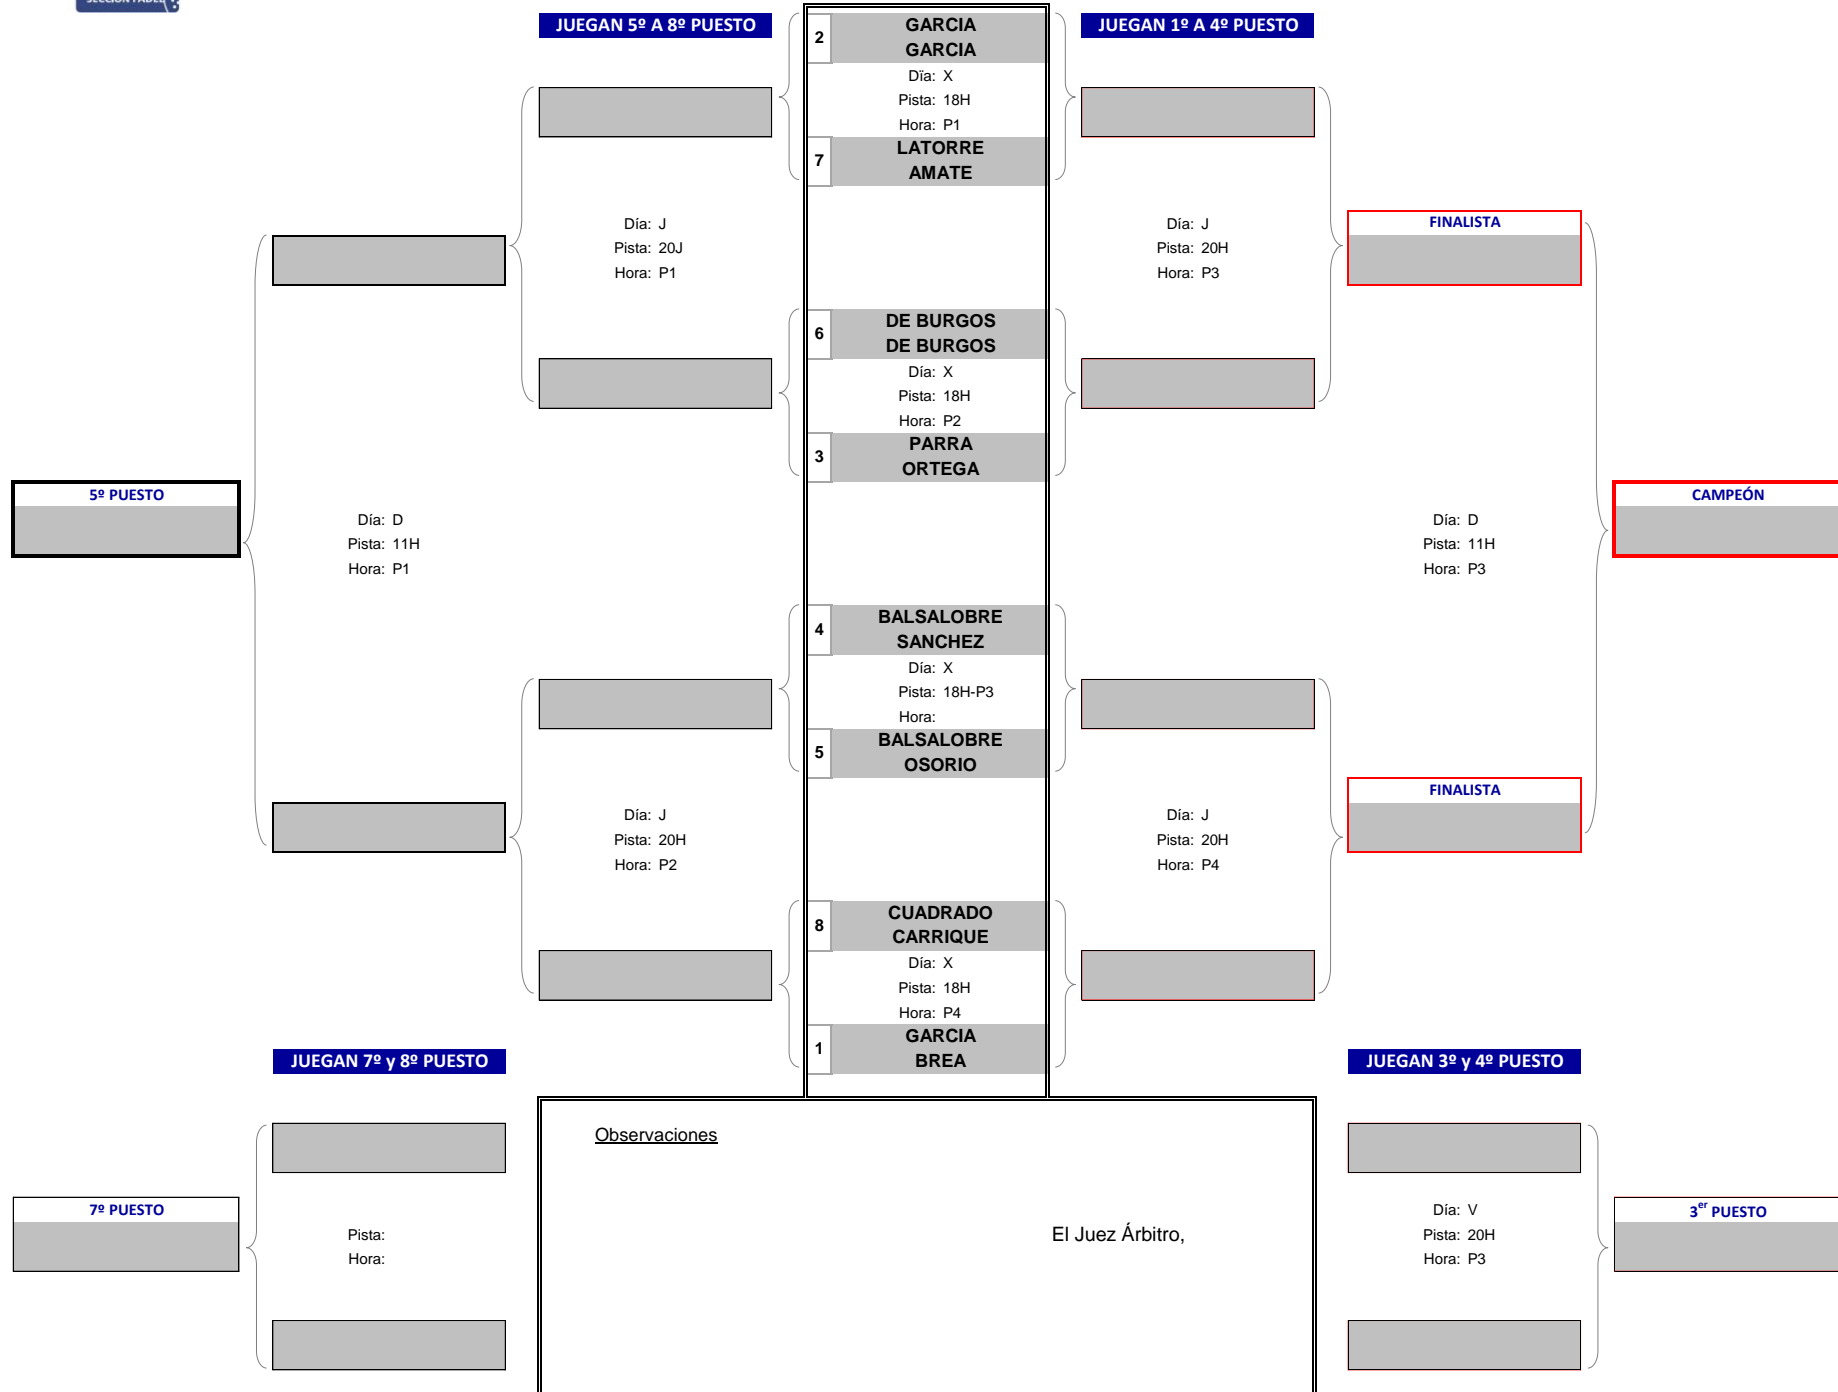 SECCIÓN PADEL
JUEGAN 5º A 8º PUESTO
2
GARCIA
GARCIA
JUEGAN 1º A 4º PUESTO
Dïa: X
Pista: 18H
Hora: P1
7
LATORRE
AMATE
Día: J
Pista: 20J
Hora: P1
Día: J
Pista: 20H
Hora: P3
FINALISTA
6
DE BURGOS
DE BURGOS
Día: X
Pista: 18H
Hora: P2
3
PARRA
ORTEGA
5º PUESTO
Día: D
Pista: 11H
Hora: P1
Día: D
Pista: 11H
Hora: P3
CAMPEÓN
4
BALSALOBRE
SANCHEZ
Día: X
Pista: 18H-P3
Hora:
5
BALSALOBRE
OSORIO
Día: J
Pista: 20H
Hora: P2
Día: J
Pista: 20H
Hora: P4
FINALISTA
8
CUADRADO
CARRIQUE
Día: X
Pista: 18H
Hora: P4
1
GARCIA
BREA
JUEGAN 7º y 8º PUESTO
JUEGAN 3º y 4º PUESTO
Observaciones
7º PUESTO
Pista:
Hora:
El Juez Árbitro,
Día: V
Pista: 20H
Hora: P3
3er PUESTO